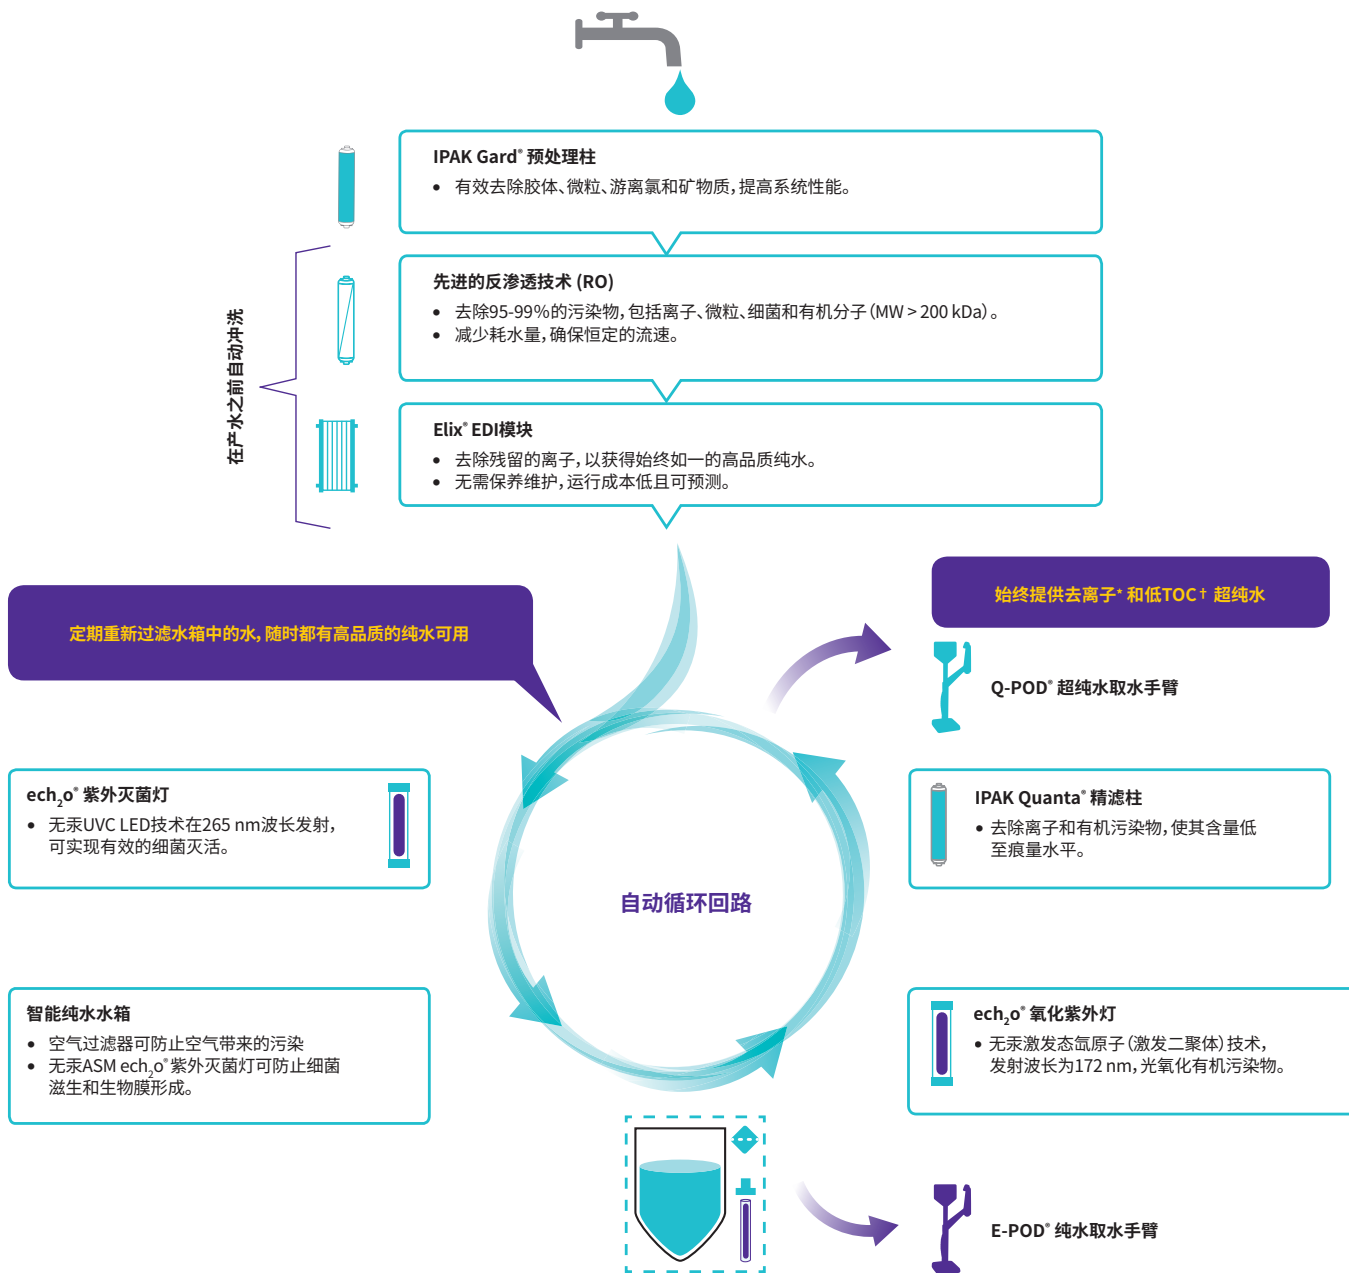 IPAK Gard® 预处理柱
• 有效去除胶体、微粒、游离氯和矿物质，提高系统性能。
先进的反渗透技术 (RO)
• 去除95-99%的污染物，包括离子、微粒、细菌和有机分子（MW > 200 kDa）。
• 减少耗水量，确保恒定的流速。
在产水之前自动冲洗
Elix® EDI模块
• 去除残留的离子，以获得始终如一的高品质纯水。
• 无需保养维护，运行成本低且可预测。
定期重新过滤水箱中的水，随时都有高品质的纯水可用
始终提供去离子* 和低TOC† 超纯水
Q-POD® 超纯水取水手臂
ech₂o® 紫外灭菌灯
• 无汞UVC LED技术在265 nm波长发射，
可实现有效的细菌灭活。
IPAK Quanta® 精滤柱
• 去除离子和有机污染物，使其含量低
至痕量水平。
自动循环回路
智能纯水水箱
• 空气过滤器可防止空气带来的污染
• 无汞ASM ech₂o®紫外灭菌灯可防止细菌
滋生和生物膜形成。
ech₂o® 氧化紫外灯
• 无汞激发态氙原子（激发二聚体）技术，
发射波长为172 nm，光氧化有机污染物。
E-POD® 纯水取水手臂